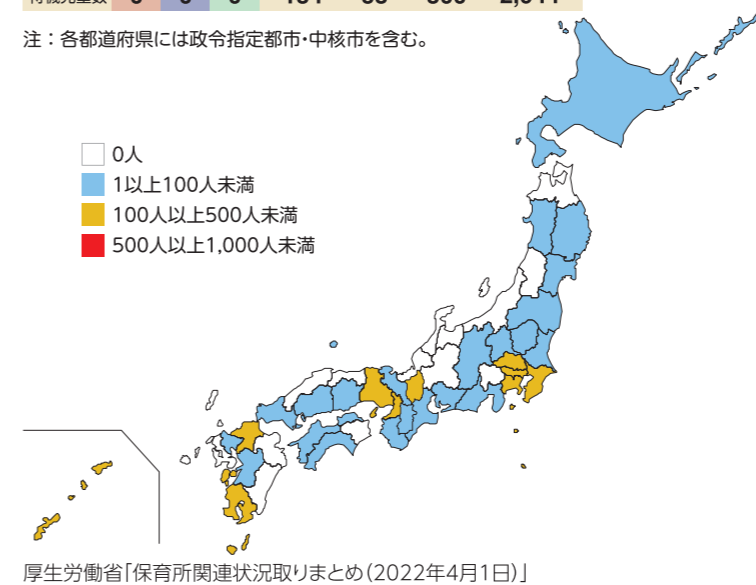 注：各都道府県には政令指定都市・中核市を含む。
0人
1以上100人未満
100人以上500人未満
500人以上1,000人未満
厚生労働省「保育所関連状況取りまとめ（2022年4月1日）」